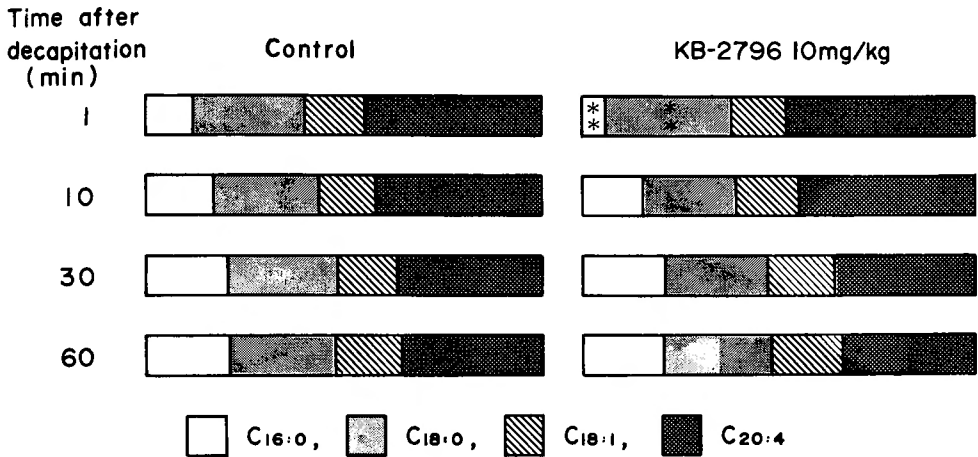 Time after
decapitation
(min)
Control
KB-2796 10mg/kg
1
* *
* *
10
30
60
C16:0, C18:0, C18:1, C20:4